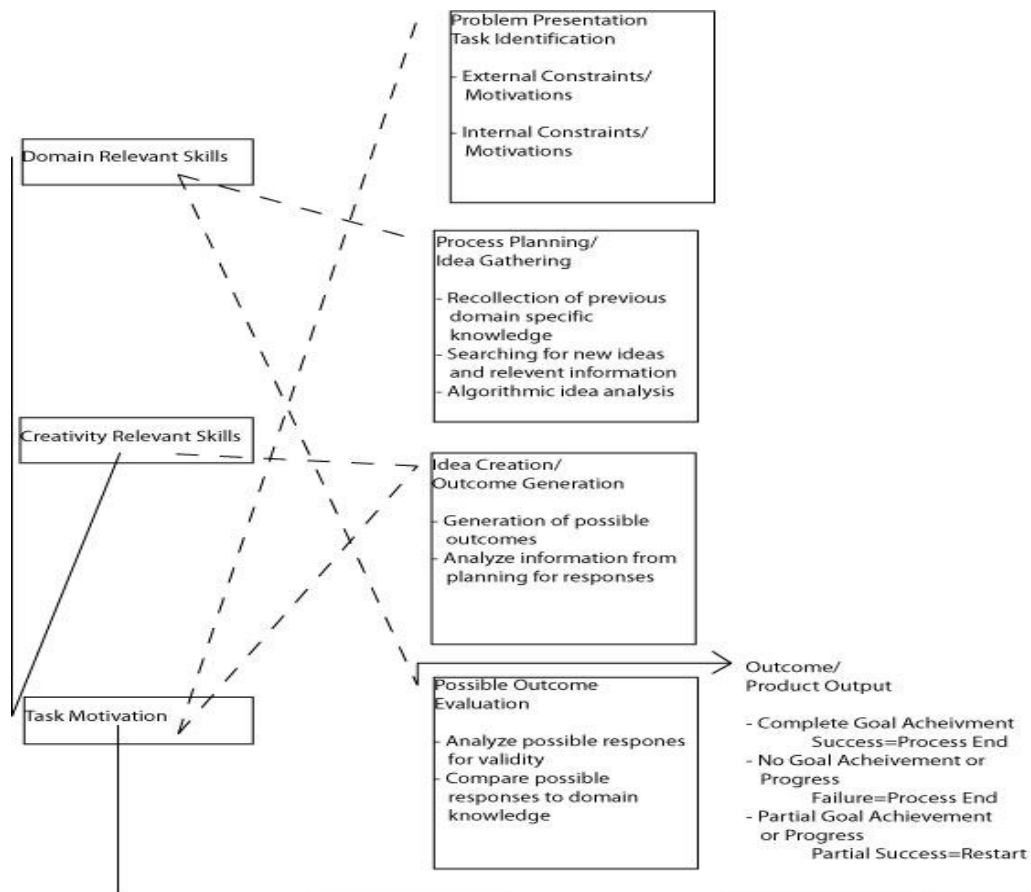 Problem Presentation
Task Identification
- External Constraints/
Motivations
- Internal Constraints/
Motivations
Domain Relevant Skills
Process Planning/
Idea Gathering
- Recollection of previous
domain specific
knowledge
- Searching for new ideas
and relevent information
- Algorithmic idea analysis
Creativity Relevant Skills
Idea Creation/
Outcome Generation
- Generation of possible
outcomes
- Analyze information from
planning for responses
Task Motivation
Possible Outcome
Evaluation
- Analyze possible respones
for validity
- Compare possible
responses to domain
knowledge
Outcome/
Product Output
- Complete Goal Acheivment
Success=Process End
- No Goal Acheivement or
Progress
Failure=Process End
- Partial Goal Achievement
or Progress
Partial Success=Restart